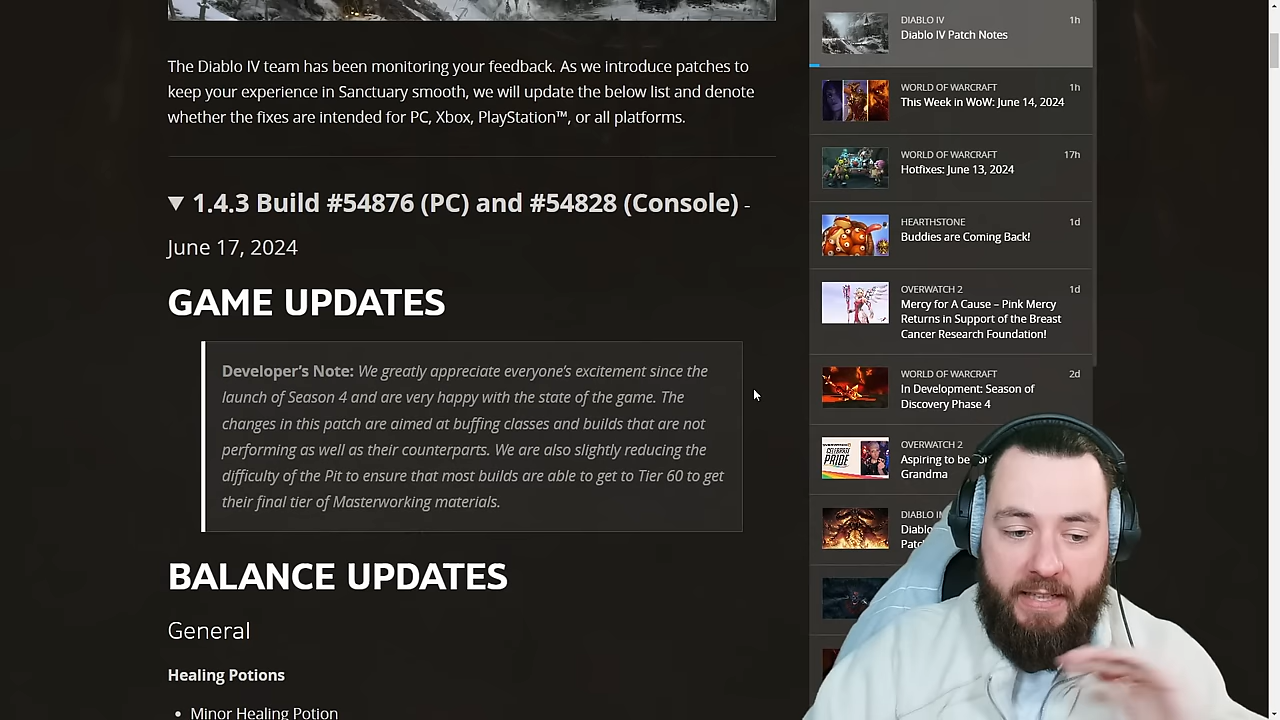 The Diablo IV team has been monitoring your feedback. As we introduce patches to
keep your experience in Sanctuary smooth, we will update the below list and denote
whether the fixes are intended for PC, Xbox, PlayStation™, or all platforms.
▼ 1.4.3 Build #54876 (PC) and #54828 (Console) -
June 17, 2024
GAME UPDATES
Developer's Note: We greatly appreciate everyone's excitement since the
launch of Season 4 and are very happy with the state of the game. The
changes in this patch are aimed at buffing classes and builds that are not
performing as well as their counterparts. We are also slightly reducing the
difficulty of the Pit to ensure that most builds are able to get to Tier 60 to get
their final tier of Masterworking materials.
BALANCE UPDATES
General
Healing Potions
• Minor Healing Potion
DIABLO IV 1h
Diablo IV Patch Notes
WORLD OF WARCRAFT 1h
This Week in WoW: June 14, 2024
WORLD OF WARCRAFT 17h
Hotfixes: June 13, 2024
HEARTHSTONE 1d
Buddies are Coming Back!
OVERWATCH 2 1d
Mercy for A Cause – Pink Mercy
Returns in Support of the Breast
Cancer Research Foundation!
WORLD OF WARCRAFT 2d
In Development: Season of
Discovery Phase 4
OVERWATCH 2
Aspiring to be
Grandma
DIABLO
Diablo